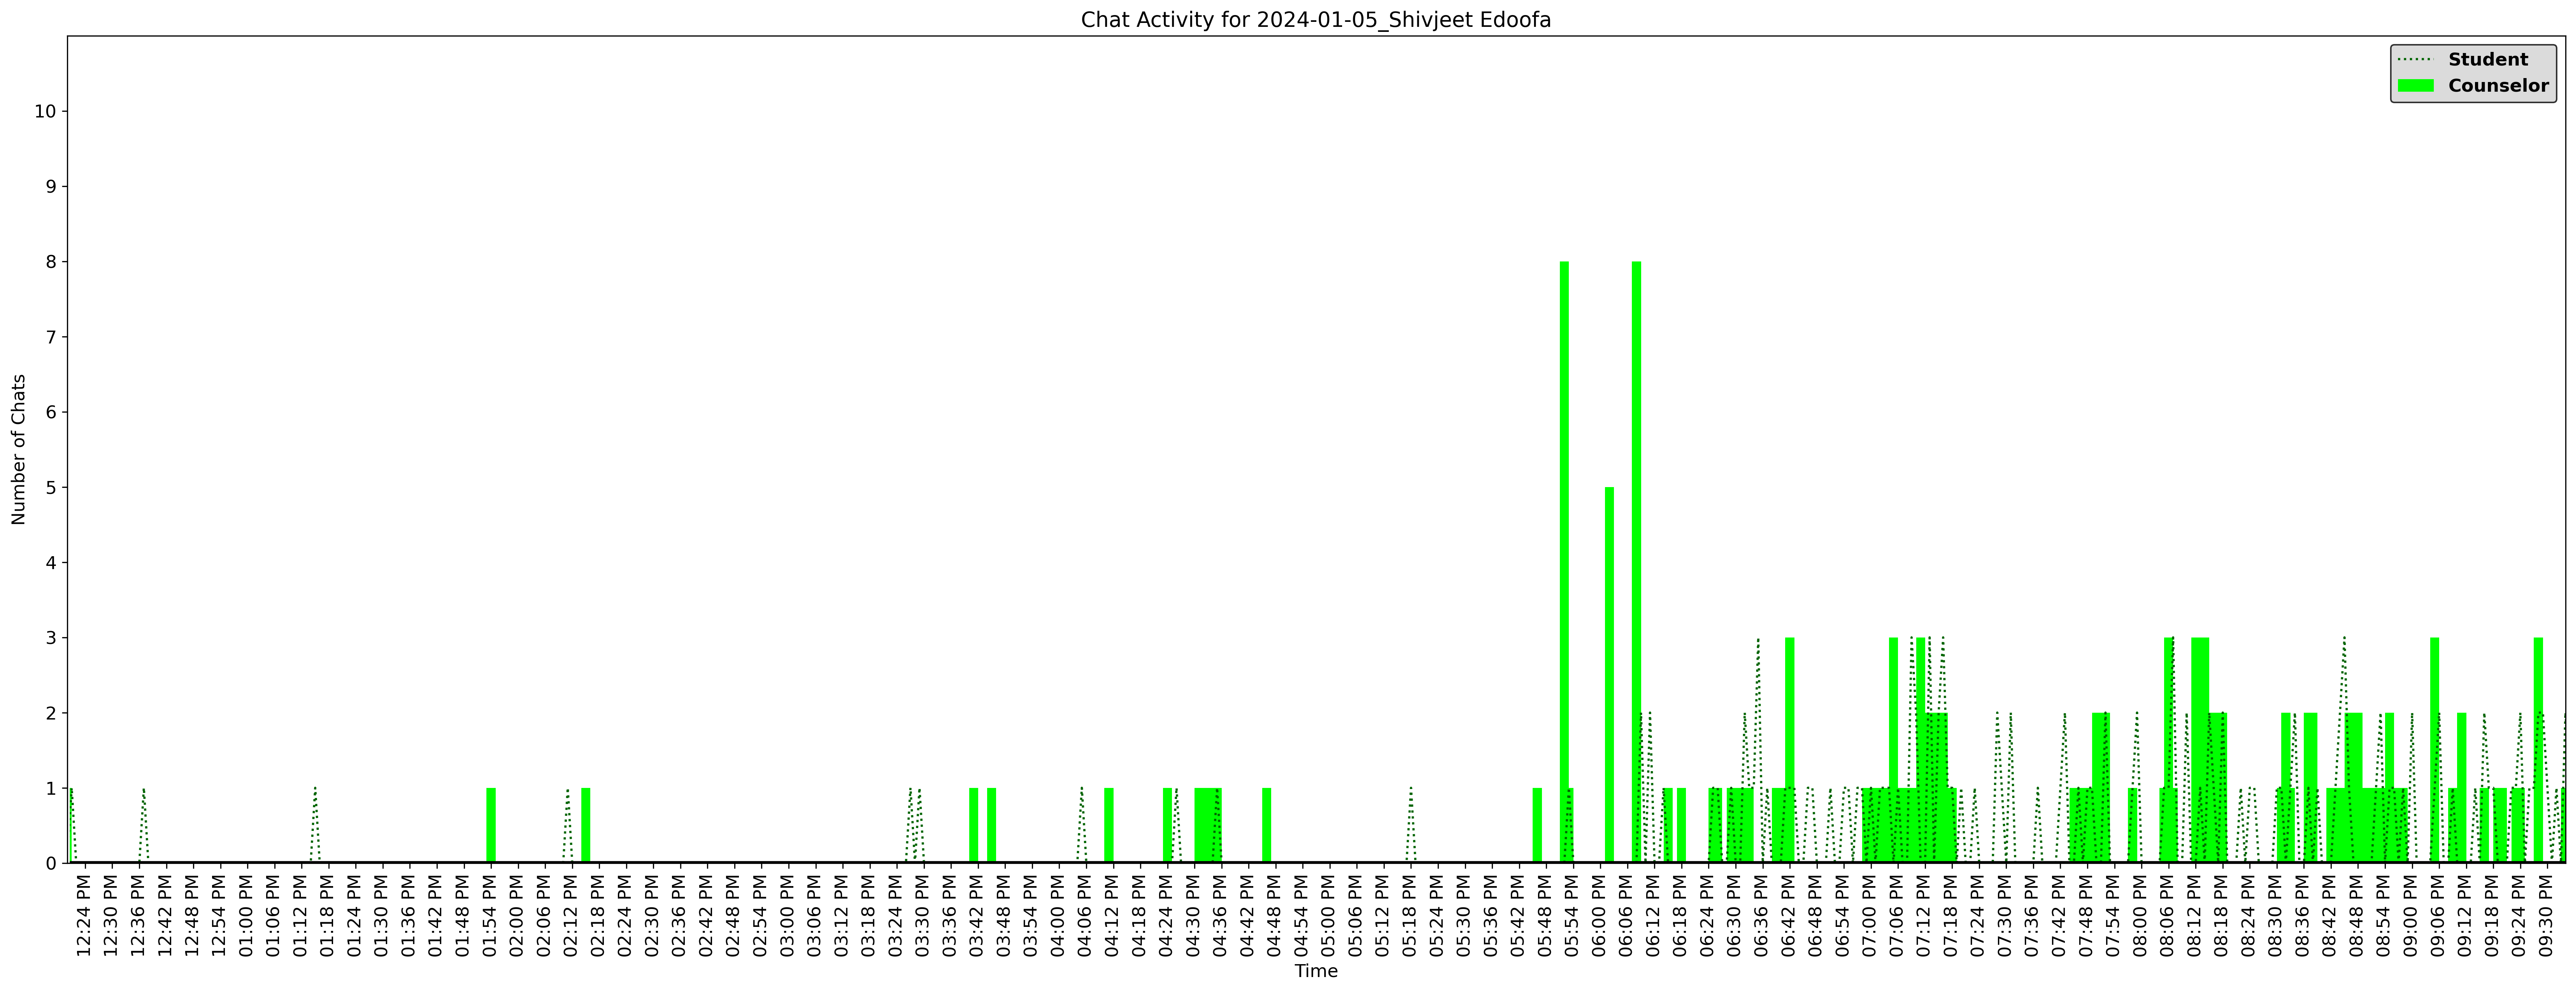 Chat Activity for 2024-01-05_Shivjeet Edoofa
Student
Counselor
Number of Chats
10
9
8
7
6
5
4
3
2
1
0
12:24 PM
12:30 PM
12:36 PM
12:42 PM
12:48 PM
12:54 PM
01:00 PM
01:06 PM
01:12 PM
01:18 PM
01:24 PM
01:30 PM
01:36 PM
01:42 PM
01:48 PM
01:54 PM
02:00 PM
02:06 PM
02:12 PM
02:18 PM
02:24 PM
02:30 PM
02:36 PM
02:42 PM
02:48 PM
02:54 PM
03:00 PM
03:06 PM
03:12 PM
03:18 PM
03:24 PM
03:30 PM
03:36 PM
03:42 PM
03:48 PM
03:54 PM
04:00 PM
04:06 PM
04:12 PM
04:18 PM
04:24 PM
04:30 PM
04:36 PM
04:42 PM
04:48 PM
04:54 PM
05:00 PM
05:06 PM
05:12 PM
05:18 PM
05:24 PM
05:30 PM
05:36 PM
05:42 PM
05:48 PM
05:54 PM
06:00 PM
06:06 PM
06:12 PM
06:18 PM
06:24 PM
06:30 PM
06:36 PM
06:42 PM
06:48 PM
06:54 PM
07:00 PM
07:06 PM
07:12 PM
07:18 PM
07:24 PM
07:30 PM
07:36 PM
07:42 PM
07:48 PM
07:54 PM
08:00 PM
08:06 PM
08:12 PM
08:18 PM
08:24 PM
08:30 PM
08:36 PM
08:42 PM
08:48 PM
08:54 PM
09:00 PM
09:06 PM
09:12 PM
09:18 PM
09:24 PM
09:30 PM
Time